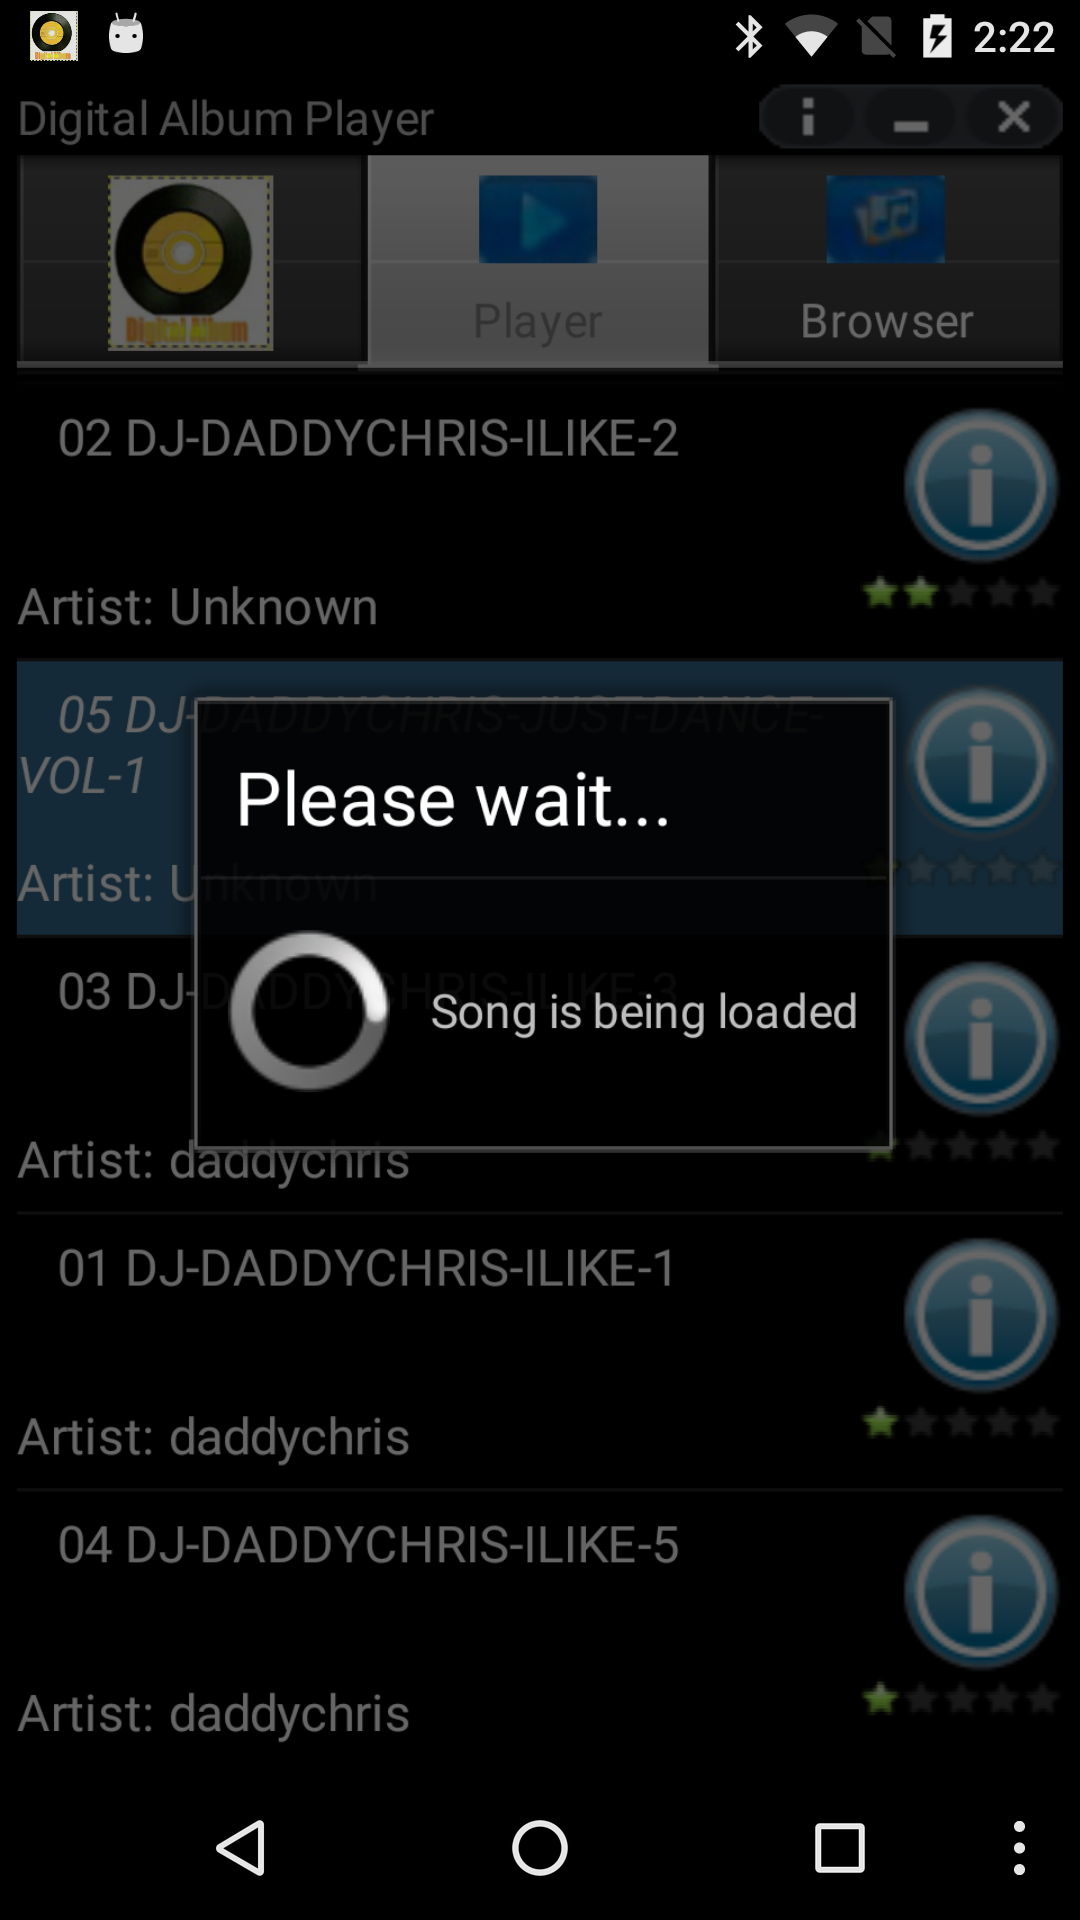 2:22
Digital Album Player
Digital Album
Player
Browser
02 DJ-DADDYCHRIS-ILIKE-2
Artist: Unknown
05 DJ-DADDYCHRIS-JUST-DANCE-
VOL-1
Artist: Unknown
Please wait...
Song is being loaded
03 DJ-DADDYCHRIS-ILIKE-3
Artist: daddychris
01 DJ-DADDYCHRIS-ILIKE-1
Artist: daddychris
04 DJ-DADDYCHRIS-ILIKE-5
Artist: daddychris